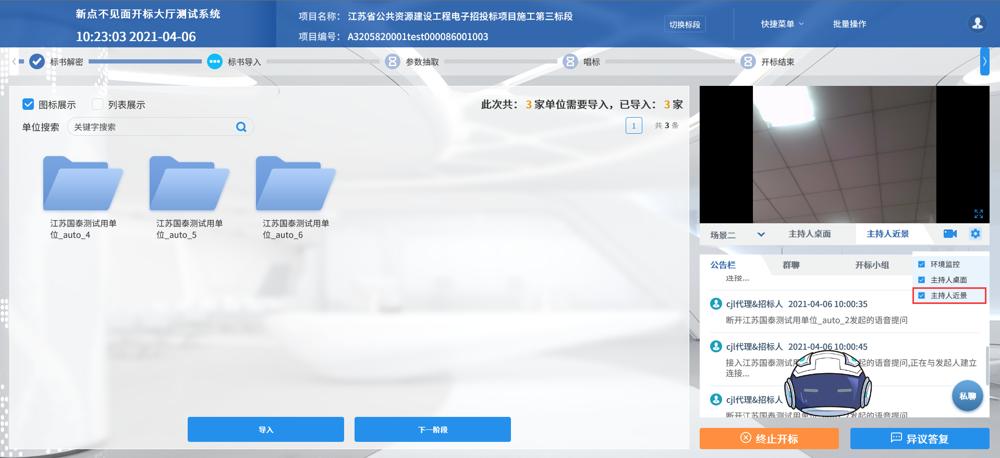 新点不见面开标大厅测试系统
10:23:03 2021-04-06
项目名称： 江苏省公共资源建设工程电子招投标项目施工第三标段
项目编号： A3205820001test000086001003
切换标段
快捷菜单
批量操作
标书解密
标书导入
参数抽取
唱标
开标结束
图标展示
列表展示
此次共： 3 家单位需要导入，已导入： 3 家
单位搜索
关键字搜索
1
共 3 条
江苏国泰测试用单
位_auto_4
江苏国泰测试用单
位_auto_5
江苏国泰测试用单
位_auto_6
导入
下一阶段
场景二
主持人桌面
主持人近景
公告栏
群聊
开标小组
环境监控
主持人桌面
主持人近景
连接...
cjl代理&招标人 2021-04-06 10:00:35
断开江苏国泰测试用单位_auto_2发起的语音提问
cjl代理&招标人 2021-04-06 10:00:45
接入江苏国泰测试 起的语音提问,正在与发起人建立
连接...
cjl代理&招标人
断开江苏国泰测试用单 发起的语音提问
私聊
终止开标
异议答复